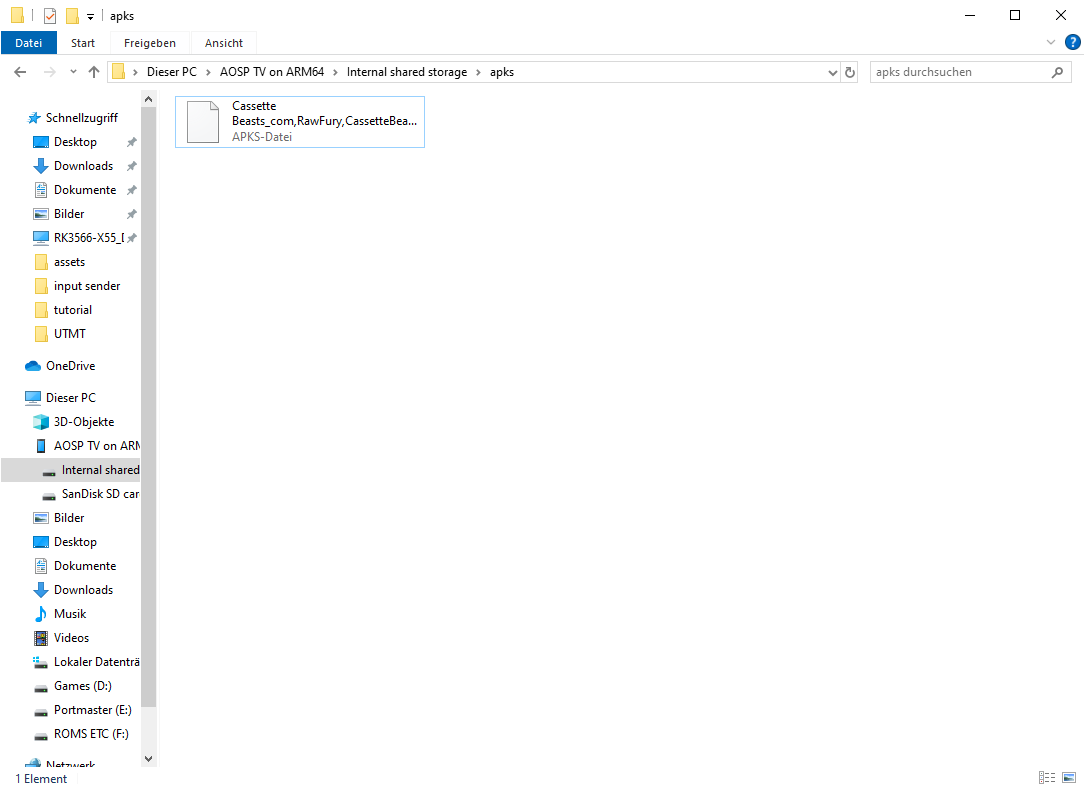 apks
Datei Start Freigeben Ansicht
Dieser PC AOSP TV on ARM64 Internal shared storage apks
apks durchsuchen
Schnellzugriff
Desktop
Downloads
Dokumente
Bilder
RK3566-X55_
assets
input sender
tutorial
UTMT
OneDrive
Dieser PC
3D-Objekte
AOSP TV on ARM
Internal shared
SanDisk SD car
Bilder
Desktop
Dokumente
Downloads
Musik
Videos
Lokaler Datenträ
Games (D:)
Portmaster (E:)
ROMS ETC (F:)
Netzwerk
Cassette
Beasts_com,RawFury,CassetteBea...
APKS-Datei
1 Element